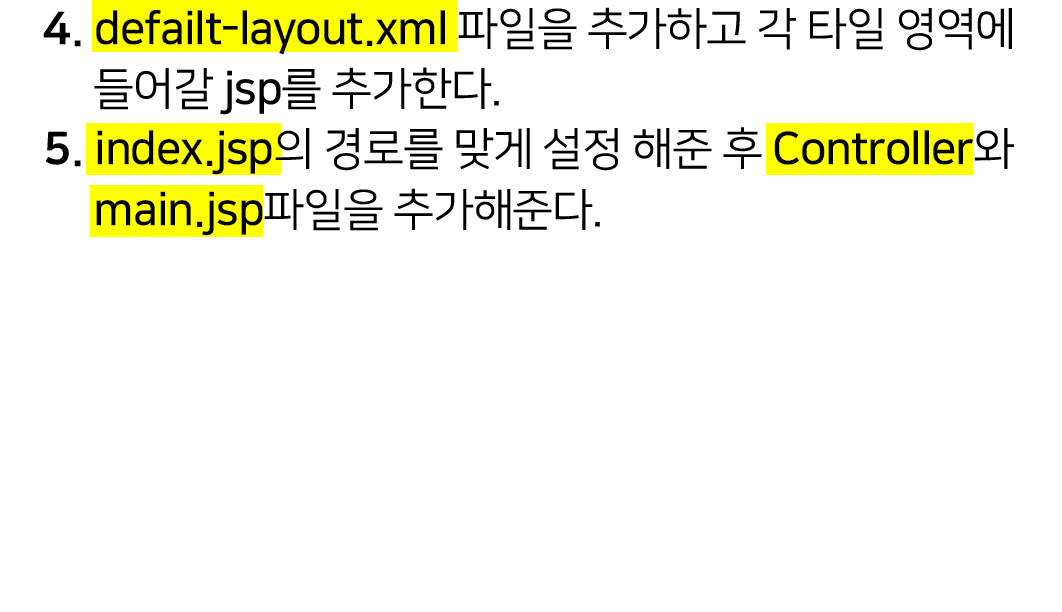 4. defailt-layout.xml 파일을 추가하고 각 타일 영역에
들어갈 jsp를 추가한다.
5. index.jsp의 경로를 맞게 설정 해준 후 Controller와
main.jsp파일을 추가해준다.